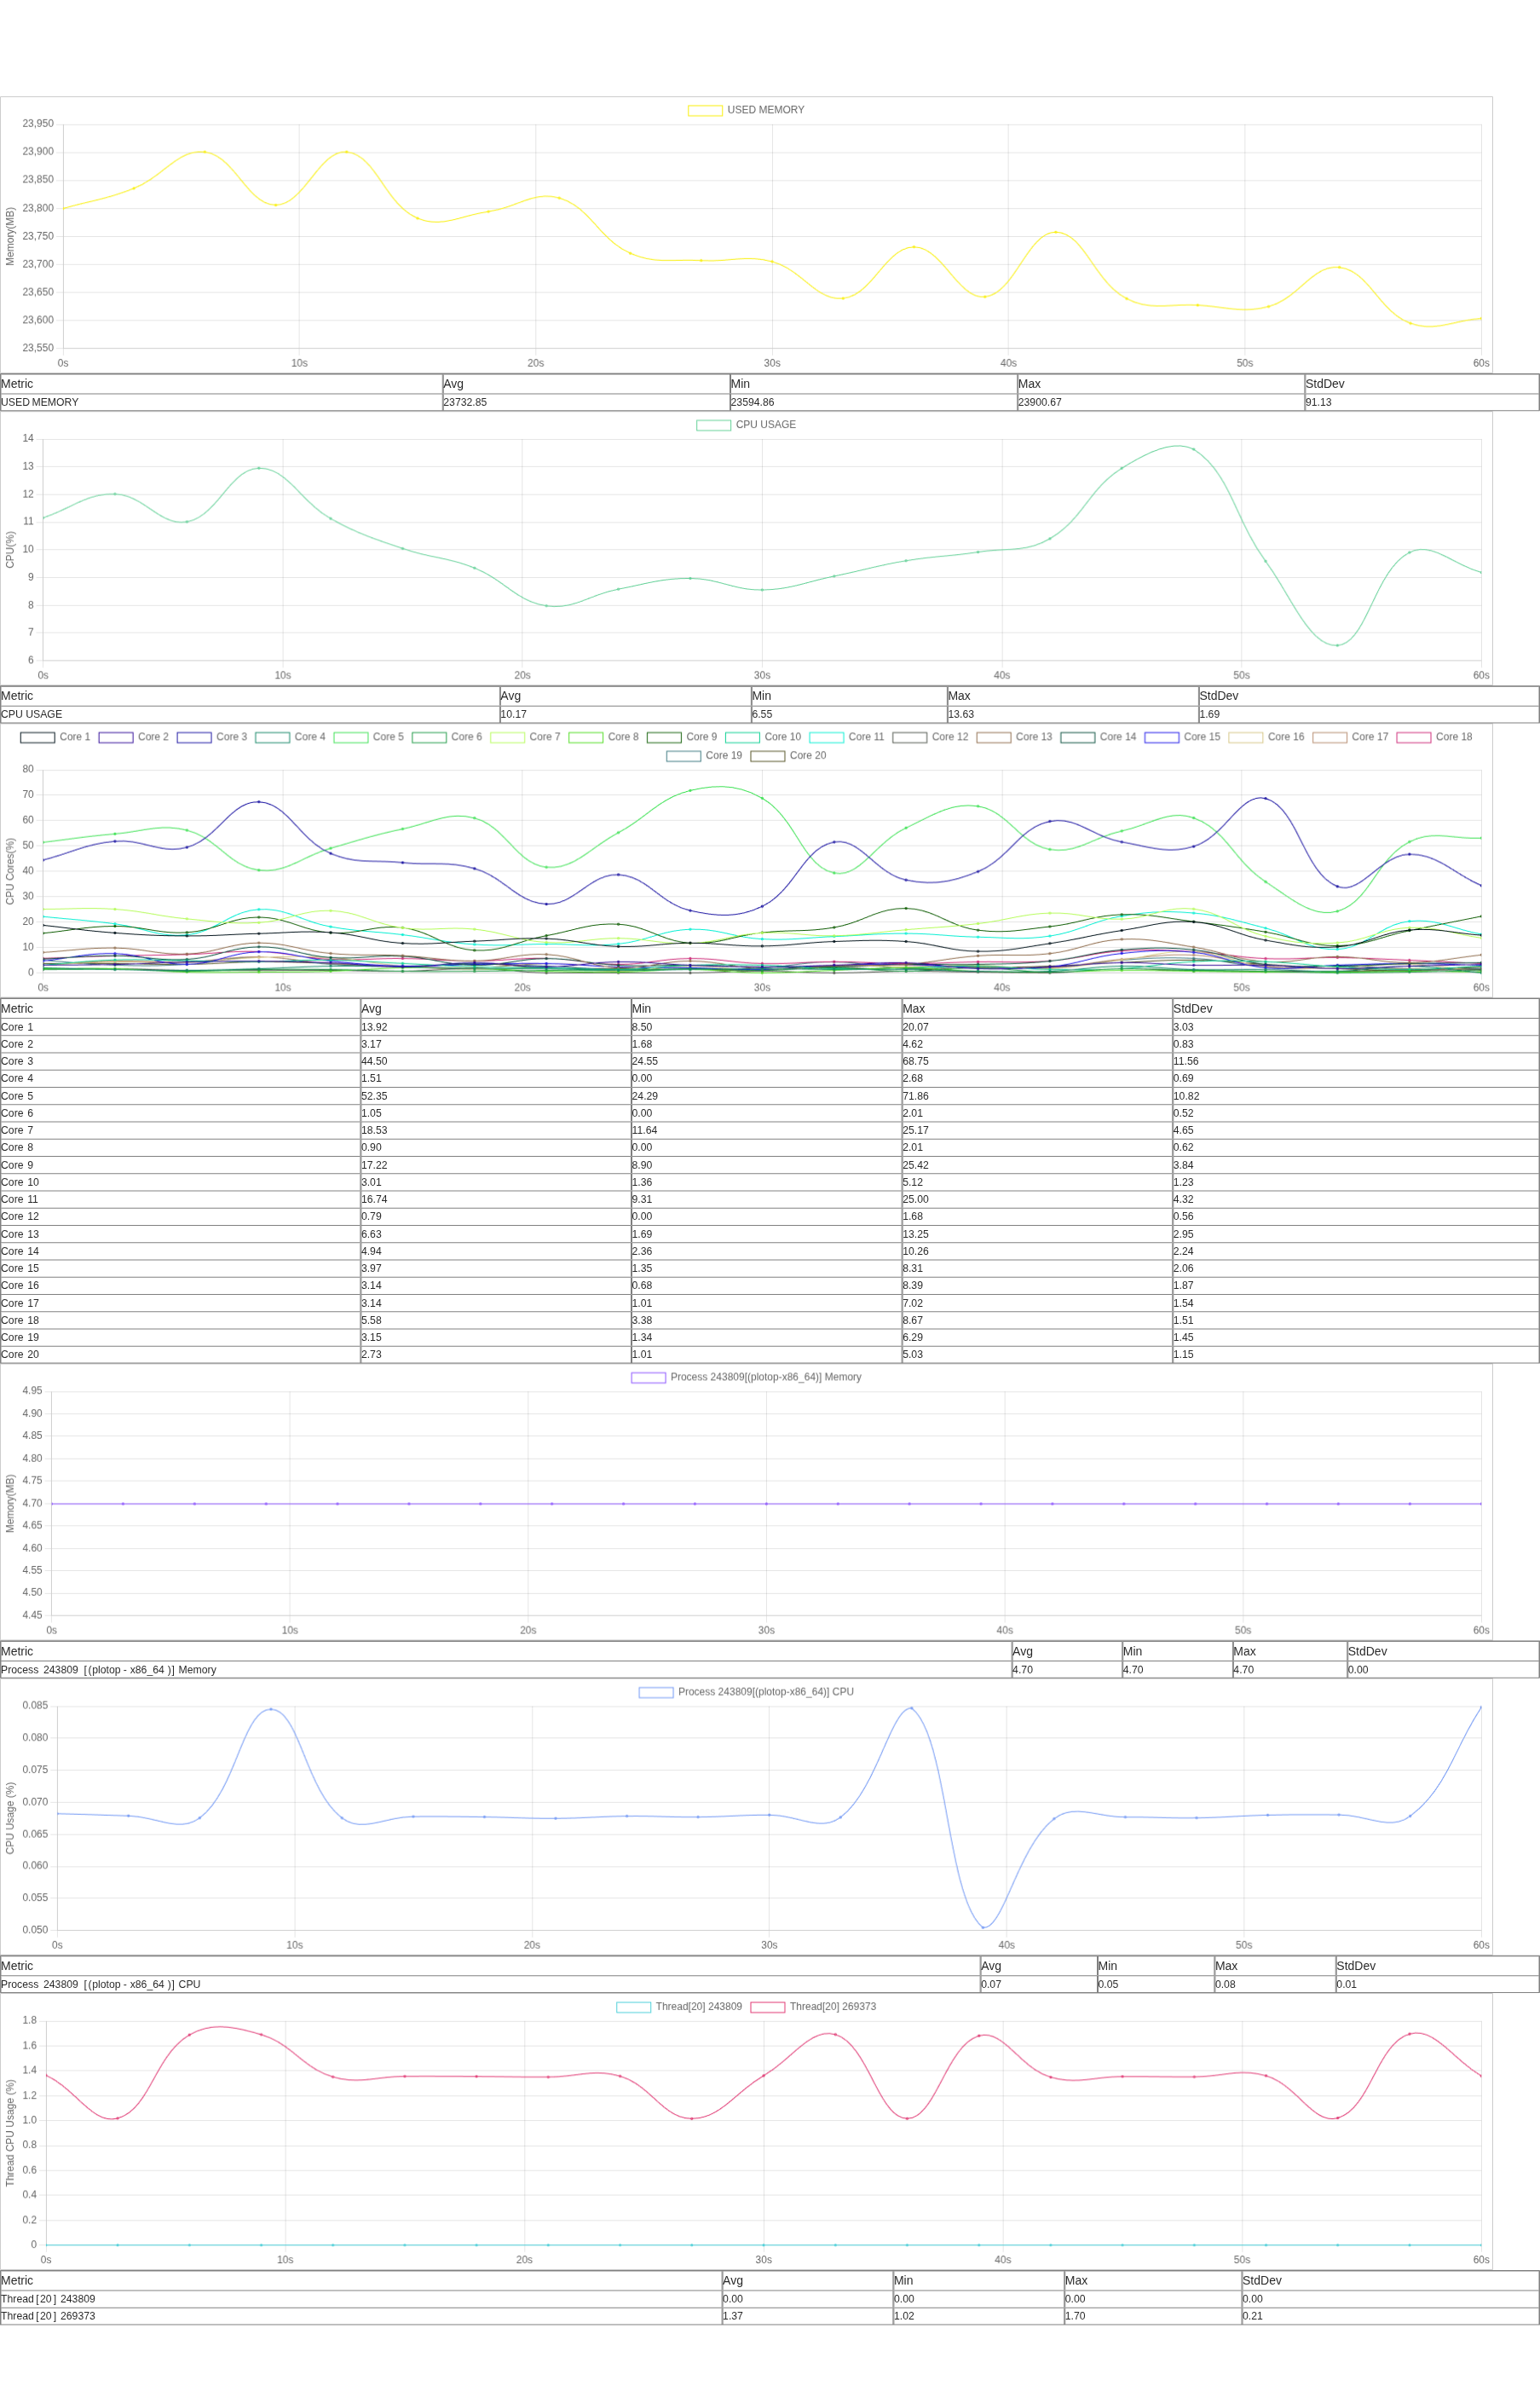 USED MEMORY
23,950
23,900
23,850
23,800
23,750
23,700
23,650
23,600
23,550
Memory(MB)
0s 10s 20s 30s 40s 50s 60s
Metric Avg Min Max StdDev
USED MEMORY 23732.85 23594.86 23900.67 91.13
CPU USAGE
14
13
12
11
10
9
8
7
6
CPU(%)
0s 10s 20s 30s 40s 50s 60s
Metric Avg Min Max StdDev
CPU USAGE 10.17 6.55 13.63 1.69
Core 1 Core 2 Core 3 Core 4 Core 5 Core 6 Core 7 Core 8 Core 9 Core 10 Core 11 Core 12 Core 13 Core 14 Core 15 Core 16 Core 17 Core 18
Core 19 Core 20
80
70
60
50
40
30
20
10
0
CPU Cores(%)
0s 10s 20s 30s 40s 50s 60s
Metric Avg Min Max StdDev
Core 1 13.92 8.50 20.07 3.03
Core 2 3.17 1.68 4.62 0.83
Core 3 44.50 24.55 68.75 11.56
Core 4 1.51 0.00 2.68 0.69
Core 5 52.35 24.29 71.86 10.82
Core 6 1.05 0.00 2.01 0.52
Core 7 18.53 11.64 25.17 4.65
Core 8 0.90 0.00 2.01 0.62
Core 9 17.22 8.90 25.42 3.84
Core 10 3.01 1.36 5.12 1.23
Core 11 16.74 9.31 25.00 4.32
Core 12 0.79 0.00 1.68 0.56
Core 13 6.63 1.69 13.25 2.95
Core 14 4.94 2.36 10.26 2.24
Core 15 3.97 1.35 8.31 2.06
Core 16 3.14 0.68 8.39 1.87
Core 17 3.14 1.01 7.02 1.54
Core 18 5.58 3.38 8.67 1.51
Core 19 3.15 1.34 6.29 1.45
Core 20 2.73 1.01 5.03 1.15
Process 243809[(plotop-x86_64)] Memory
4.95
4.90
4.85
4.80
4.75
4.70
4.65
4.60
4.55
4.50
4.45
Memory(MB)
0s 10s 20s 30s 40s 50s 60s
Metric Avg Min Max StdDev
Process 243809 [(plotop - x86_64 )] Memory 4.70 4.70 4.70 0.00
Process 243809[(plotop-x86_64)] CPU
0.085
0.080
0.075
0.070
0.065
0.060
0.055
0.050
CPU Usage (%)
0s 10s 20s 30s 40s 50s 60s
Metric Avg Min Max StdDev
Process 243809 [(plotop - x86_64 )] CPU 0.07 0.05 0.08 0.01
Thread[20] 243809 Thread[20] 269373
1.8
1.6
1.4
1.2
1.0
0.8
0.6
0.4
0.2
0
Thread CPU Usage (%)
0s 10s 20s 30s 40s 50s 60s
Metric Avg Min Max StdDev
Thread [20] 243809 0.00 0.00 0.00 0.00
Thread [20] 269373 1.37 1.02 1.70 0.21